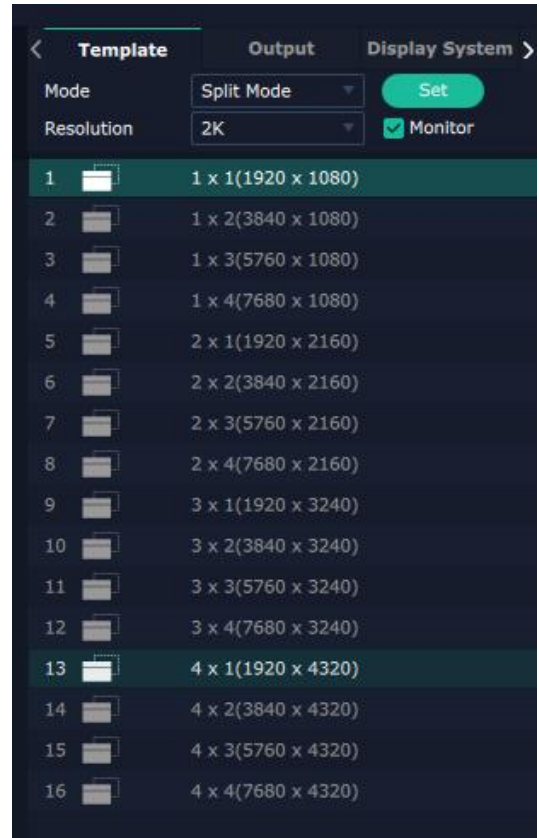 Template Output Display System
Mode Split Mode Set
Resolution 2K Monitor
1 1 x 1(1920 x 1080)
2 1 x 2(3840 x 1080)
3 1 x 3(5760 x 1080)
4 1 x 4(7680 x 1080)
5 2 x 1(1920 x 2160)
6 2 x 2(3840 x 2160)
7 2 x 3(5760 x 2160)
8 2 x 4(7680 x 2160)
9 3 x 1(1920 x 3240)
10 3 x 2(3840 x 3240)
11 3 x 3(5760 x 3240)
12 3 x 4(7680 x 3240)
13 4 x 1(1920 x 4320)
14 4 x 2(3840 x 4320)
15 4 x 3(5760 x 4320)
16 4 x 4(7680 x 4320)